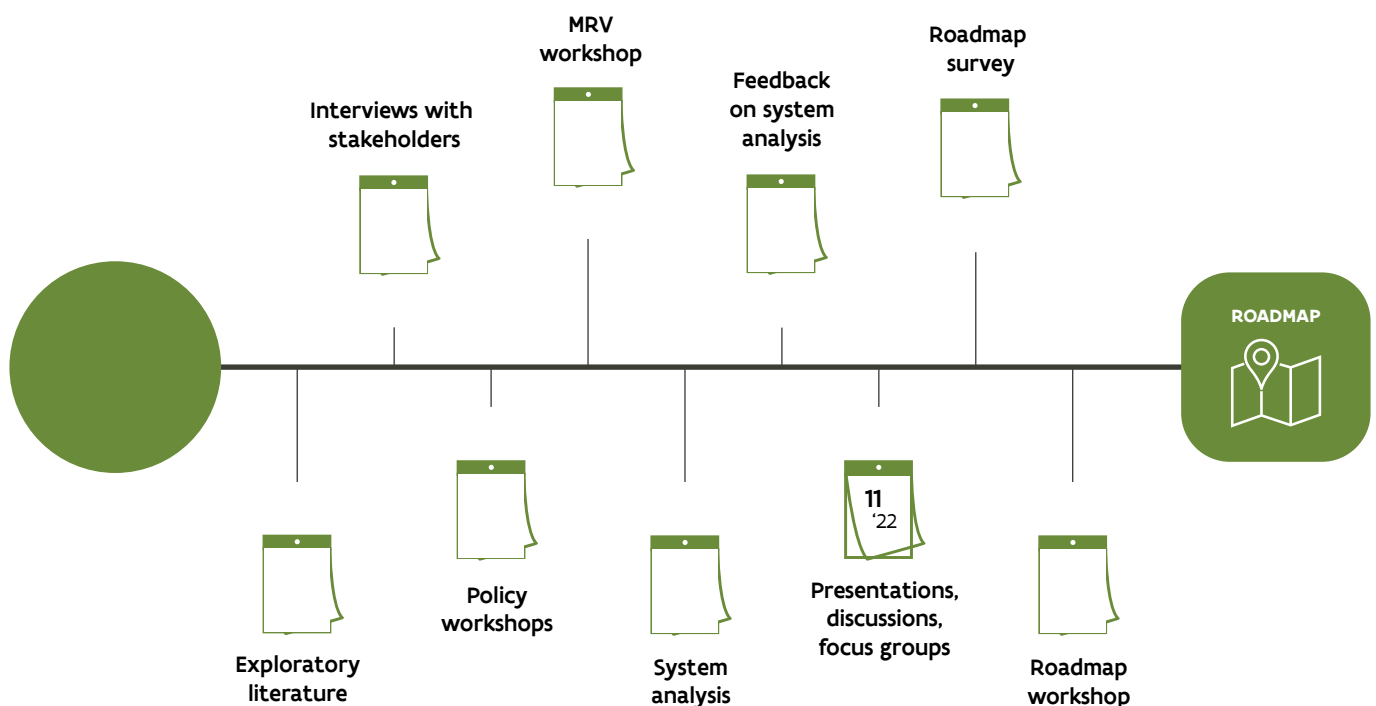 MRV
workshop
Roadmap
survey
Feedback
on system
analysis
Interviews with
stakeholders
ROADMAP
11
‘22
Policy
workshops
Presentations,
discussions,
focus groups
Exploratory
literature
System
analysis
Roadmap
workshop